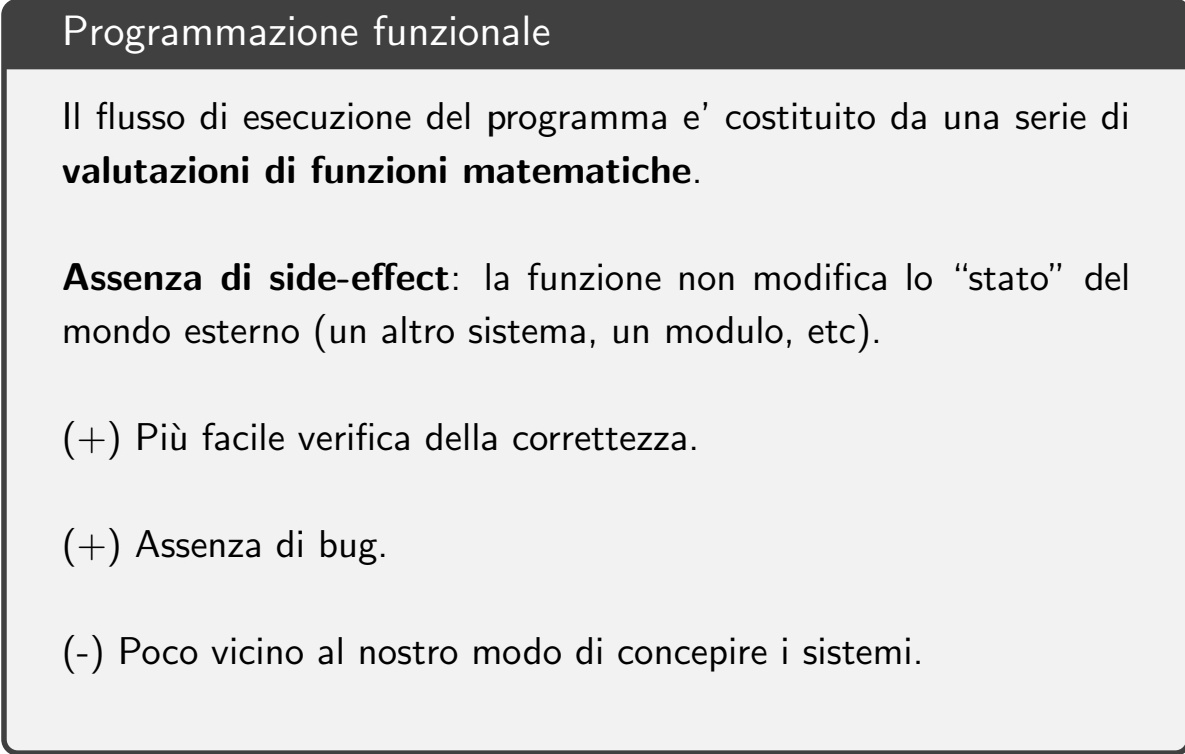 Programmazione funzionale
Il flusso di esecuzione del programma e' costituito da una serie di
valutazioni di funzioni matematiche.
Assenza di side-effect: la funzione non modifica lo “stato” del
mondo esterno (un altro sistema, un modulo, etc).
(+) Più facile verifica della correttezza.
(+) Assenza di bug.
(-) Poco vicino al nostro modo di concepire i sistemi.